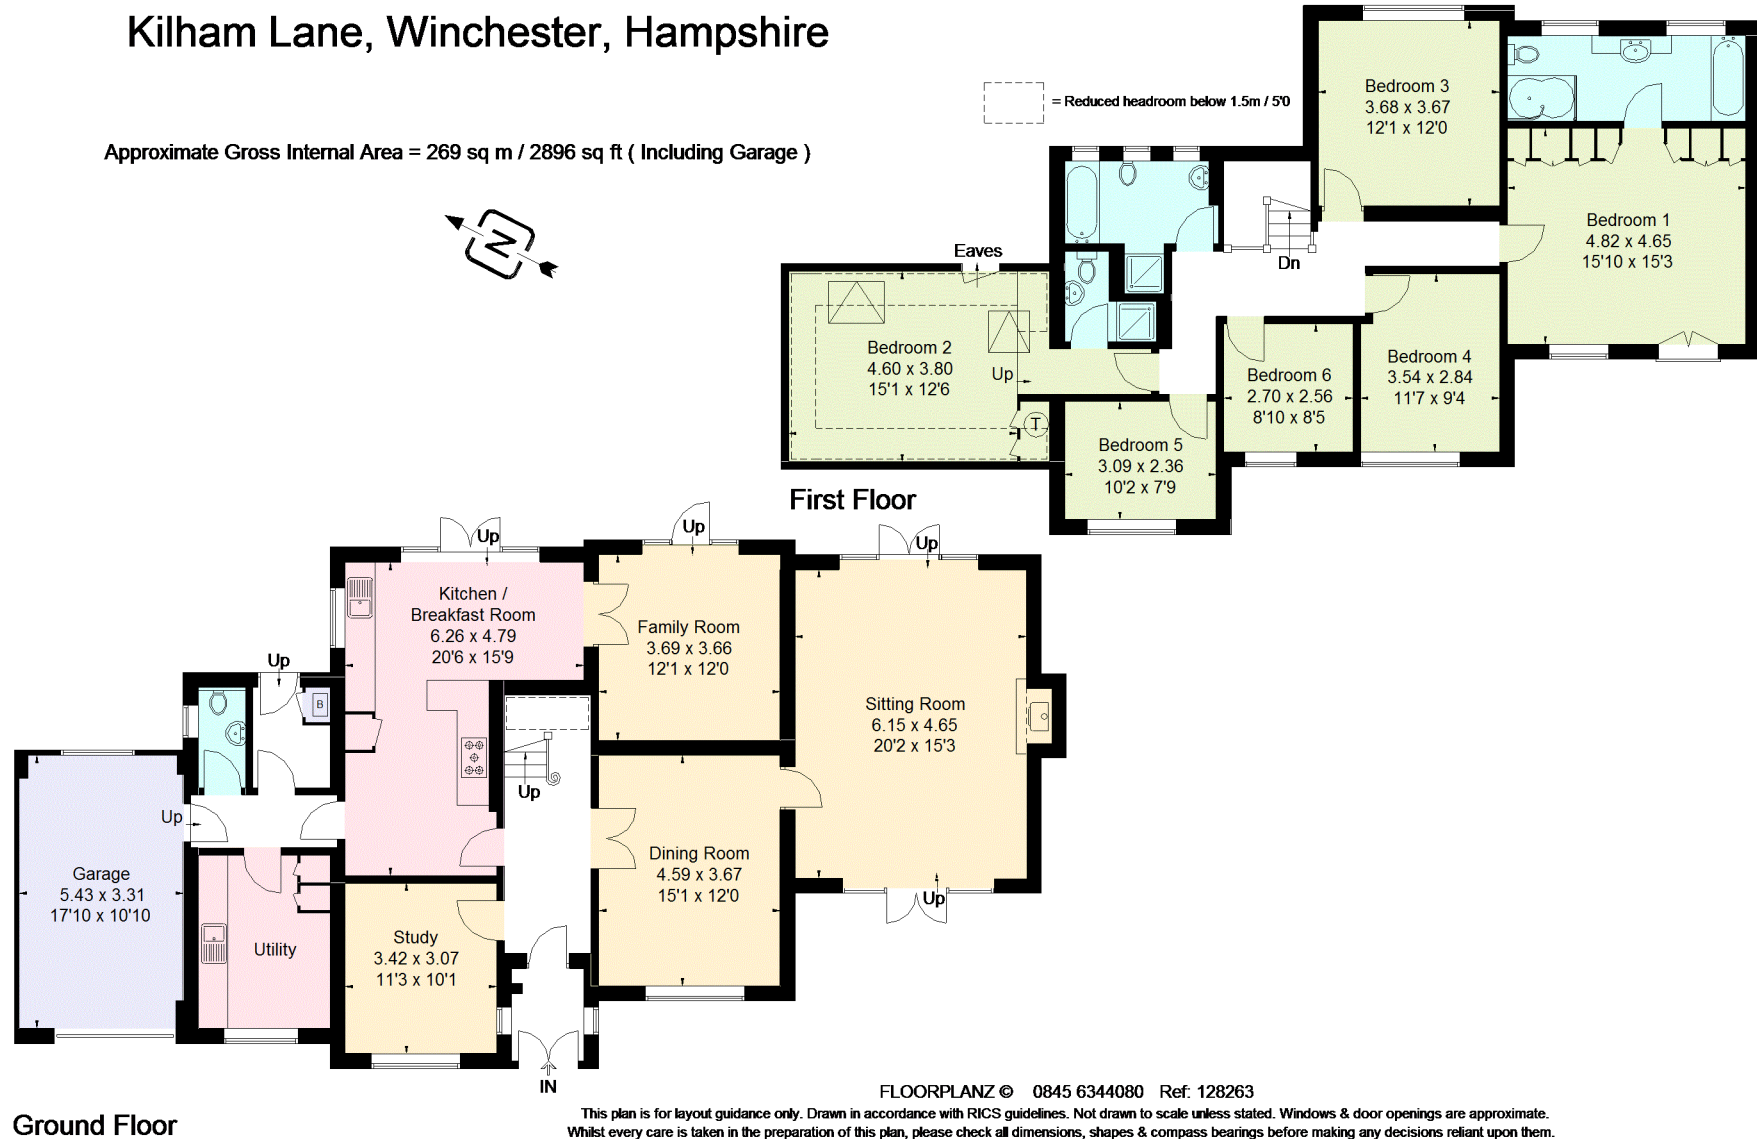 Kilham Lane, Winchester, Hampshire
= Reduced headroom below 1.5m / 5'0
Approximate Gross Internal Area = 269 sq m / 2896 sq ft ( Including Garage )
N
Bedroom 3
3.68 x 3.67
12'1 x 12'0
Bedroom 1
4.82 x 4.65
15'10 x 15'3
Eaves
Dn
Bedroom 2
4.60 x 3.80
15'1 x 12'6
Up
T
Bedroom 4
3.54 x 2.84
11'7 x 9'4
Bedroom 6
2.70 x 2.56
8'10 x 8'5
Bedroom 5
3.09 x 2.36
10'2 x 7'9
First Floor
Up
Up
Up
Kitchen /
Breakfast Room
6.26 x 4.79
20'6 x 15'9
Family Room
3.69 x 3.66
12'1 x 12'0
Up
B
Sitting Room
6.15 x 4.65
20'2 x 15'3
Up
Up
Dining Room
4.59 x 3.67
15'1 x 12'0
Garage
5.43 x 3.31
17'10 x 10'10
Up
Utility
Study
3.42 x 3.07
11'3 x 10'1
IN
Ground Floor
FLOORPLANZ © 0845 6344080 Ref: 128263
This plan is for layout guidance only. Drawn in accordance with RICS guidelines. Not drawn to scale unless stated. Windows & door openings are approximate.
Whilst every care is taken in the preparation of this plan, please check all dimensions, shapes & compass bearings before making any decisions reliant upon them.